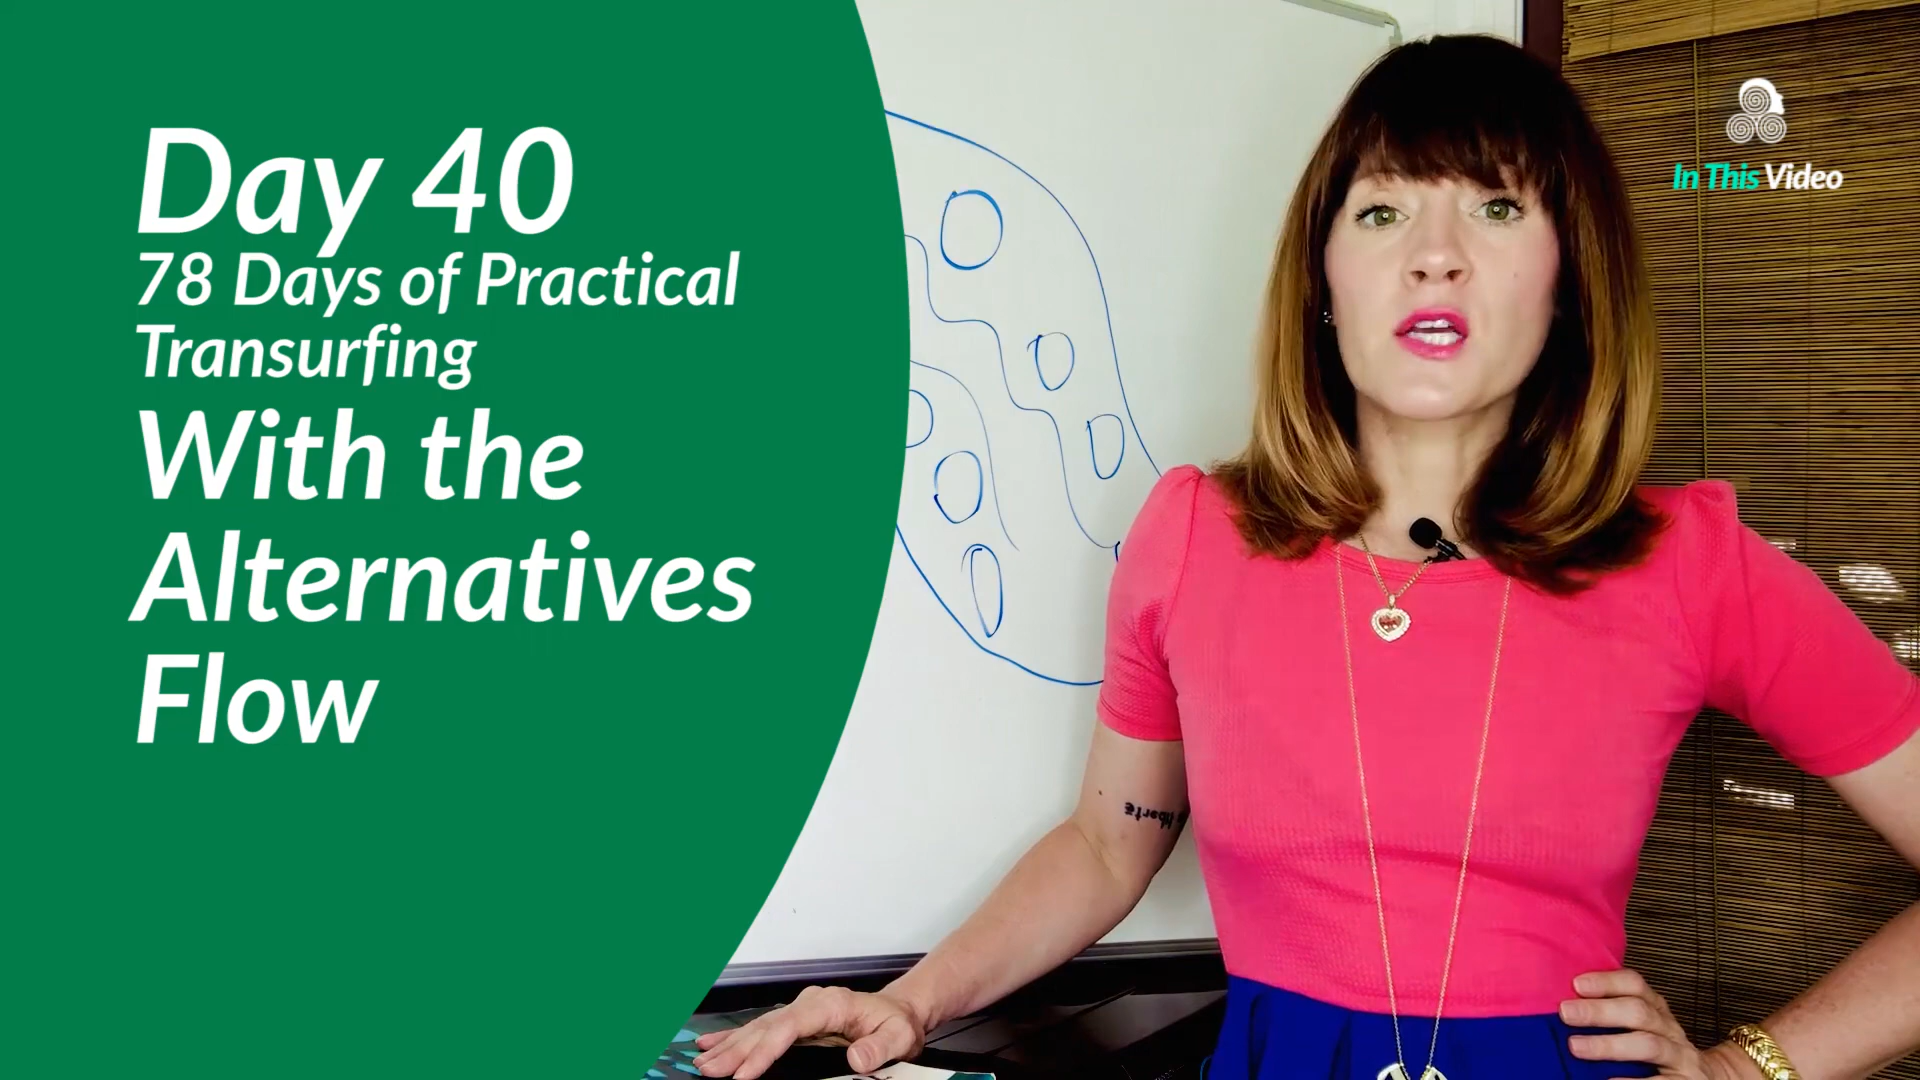 Day 40
78 Days of Practical
Transurfing
With the
Alternatives
Flow
In This Video